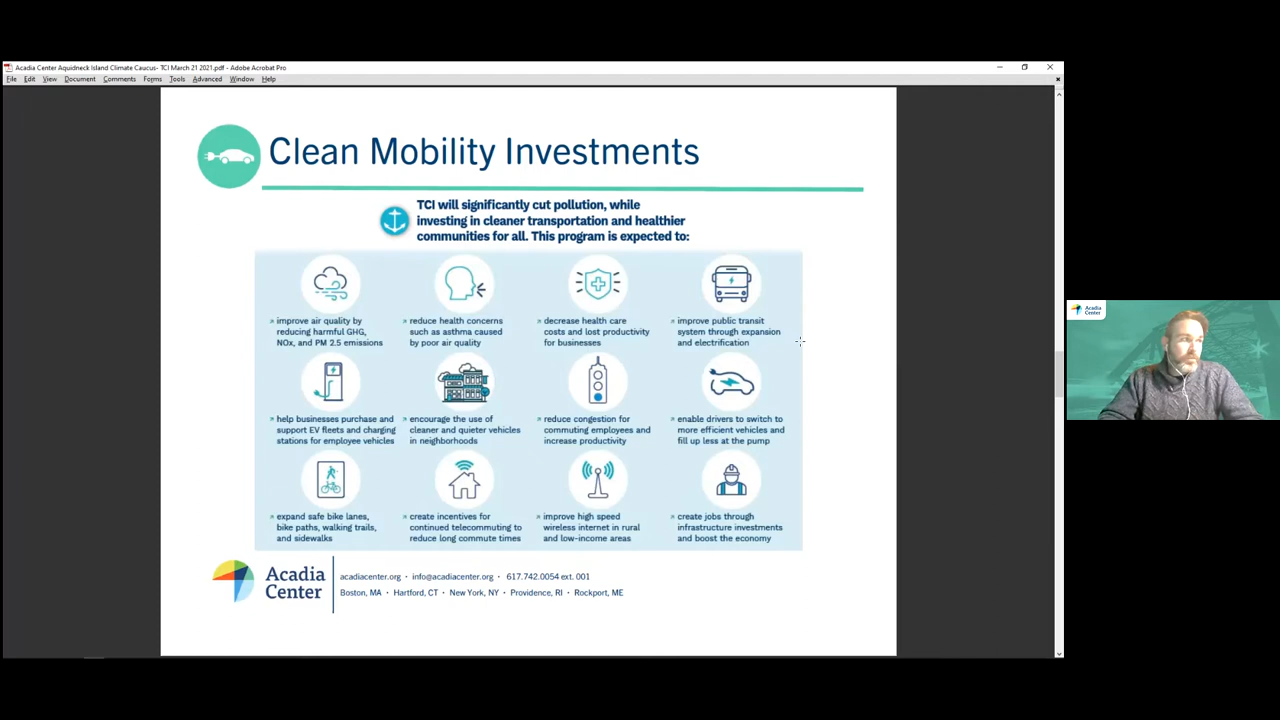 Acadia Center Aquidneck Island Climate Caucus- TCI March 21 2021.pdf - Adobe Acrobat Pro
File Edit View Document Comments Forms Tools Advanced Window Help
Clean Mobility Investments
TCI will significantly cut pollution, while
investing in cleaner transportation and healthier
communities for all. This program is expected to:
improve air quality by
reducing harmful GHG,
NOx, and PM 2.5 emissions
reduce health concerns
such as asthma caused
by poor air quality
decrease health care
costs and lost productivity
for businesses
improve public transit
system through expansion
and electrification
help businesses purchase and
support EV fleets and charging
stations for employee vehicles
encourage the use of
cleaner and quieter vehicles
in neighborhoods
reduce congestion for
commuting employees and
increase productivity
enable drivers to switch to
more efficient vehicles and
fill up less at the pump
expand safe bike lanes,
bike paths, walking trails,
and sidewalks
create incentives for
continued telecommuting to
reduce long commute times
improve high speed
wireless internet in rural
and low-income areas
create jobs through
infrastructure investments
and boost the economy
Acadia
Center
acadiacenter.org • info@acadiacenter.org • 617.742.0054 ext. 001
Boston, MA • Hartford, CT • New York, NY • Providence, RI • Rockport, ME
Acadia
Center